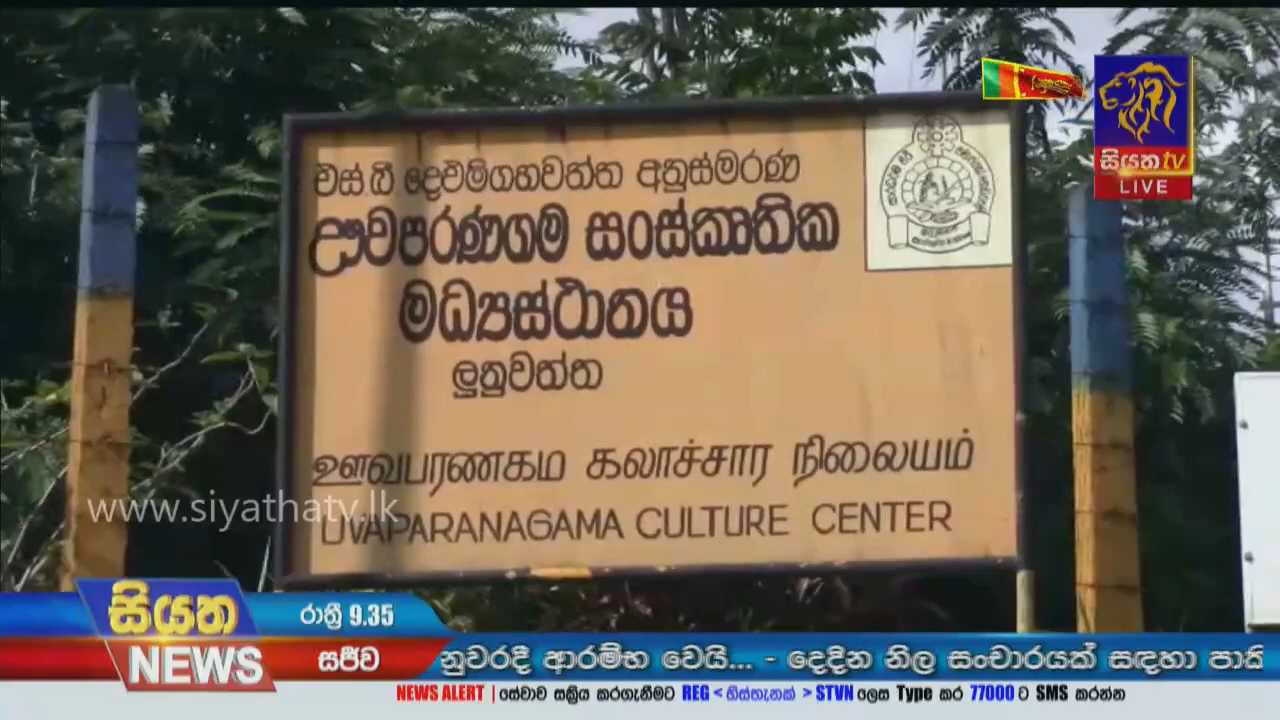 එස් බී දෙඑම්ගහවත්ත අනුස්මරණ
ඌවපරණගම සංස්කෘතික
මධ්‍යස්ථානය
ලුනුවත්ත
ஊவபரணகம கலாச்சார நிலையம்
UVAPARANAGAMA CULTURE CENTER
සියත tv
LIVE
www.siyathatv.lk
සියත
NEWS
රාත්‍රී 9.35
සජීව
නුවරදී ආරම්භ වෙයි... - දෙදින නිල සංචාරයක් සඳහා පාකි
NEWS ALERT | සේවාව සක්‍රිය කරගැනීමට REG < හිස්තැනක් > STVN ලෙස Type කර 77000 ට SMS කරන්න